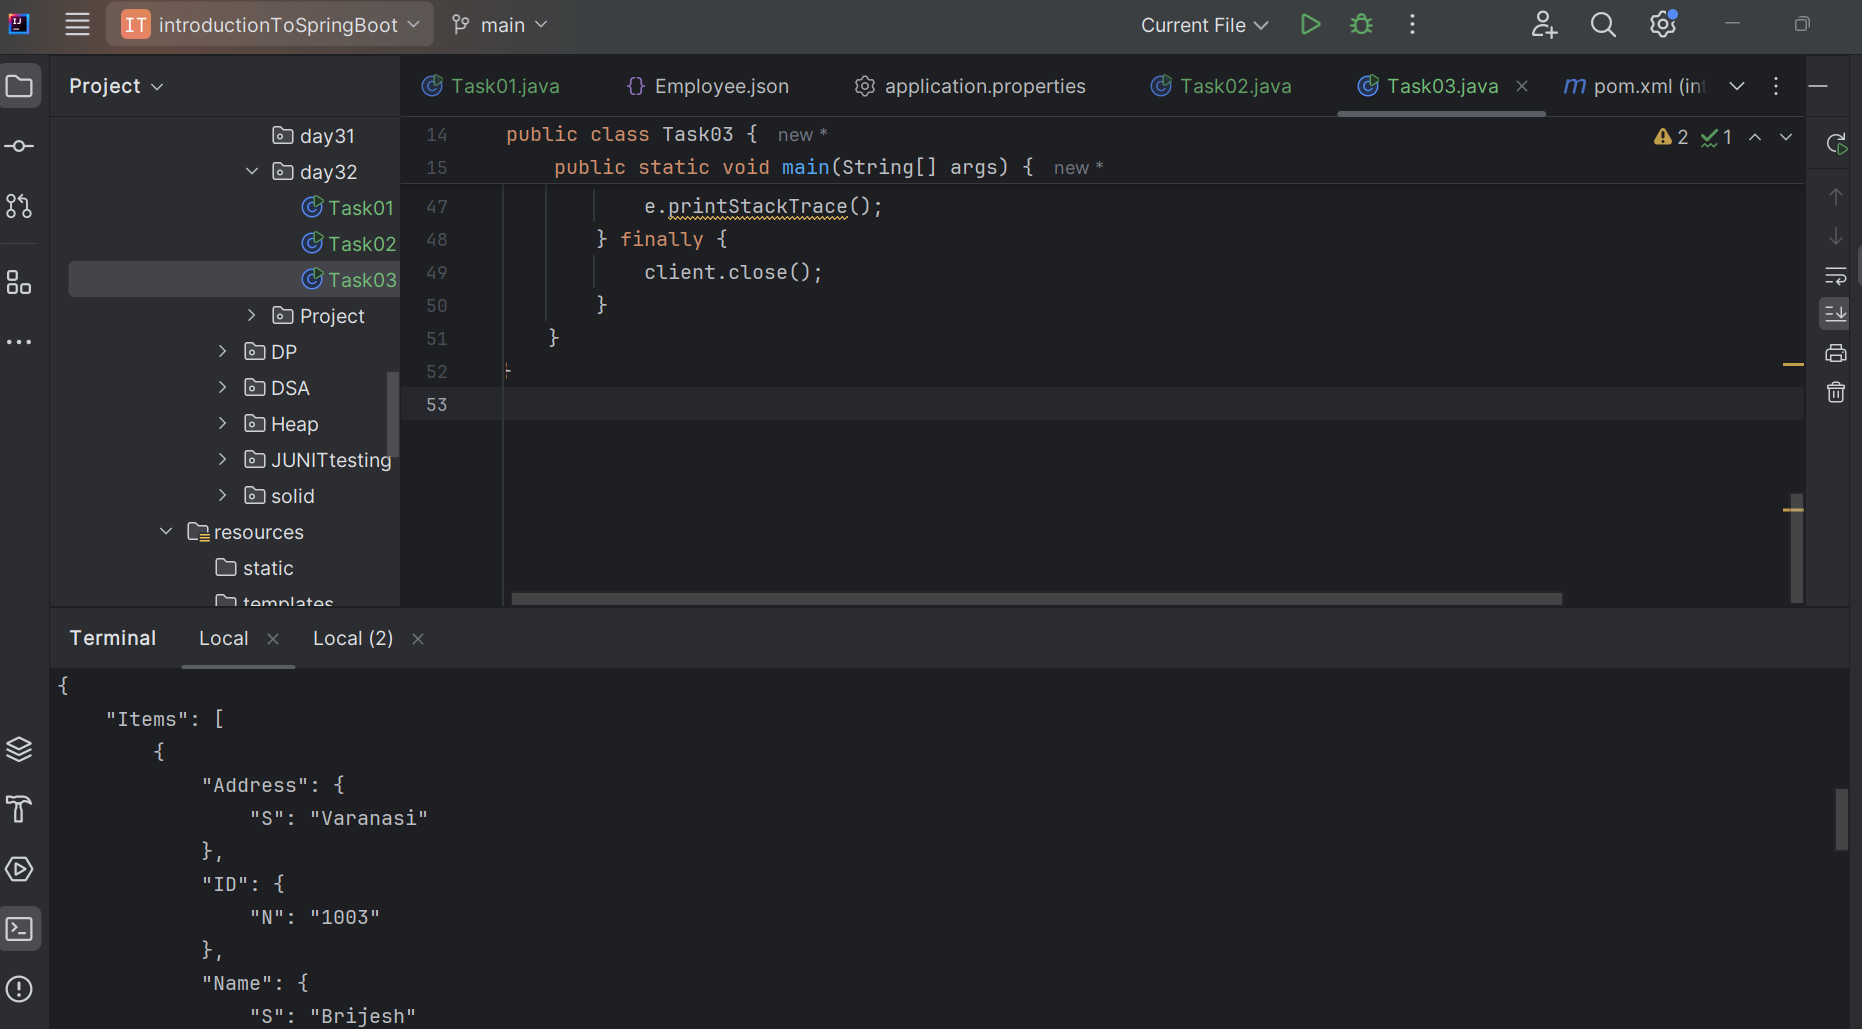 IT introductionToSpringBoot main Current File
Project Task01.java {} Employee.json application.properties Task02.java Task03.java m pom.xml (int
day31
day32
Task01
Task02
Task03
Project
DP
DSA
Heap
JUNITtesting
solid
resources
static
templates
14 public class Task03 { new *
15 public static void main(String[] args) { new *
2 1
47 e.printStackTrace();
48 } finally {
49 client.close();
50 }
51 }
52 }
53
Terminal Local Local (2)
{
"Items": [
{
"Address": {
"S": "Varanasi"
},
"ID": {
"N": "1003"
},
"Name": {
"S": "Brijesh"